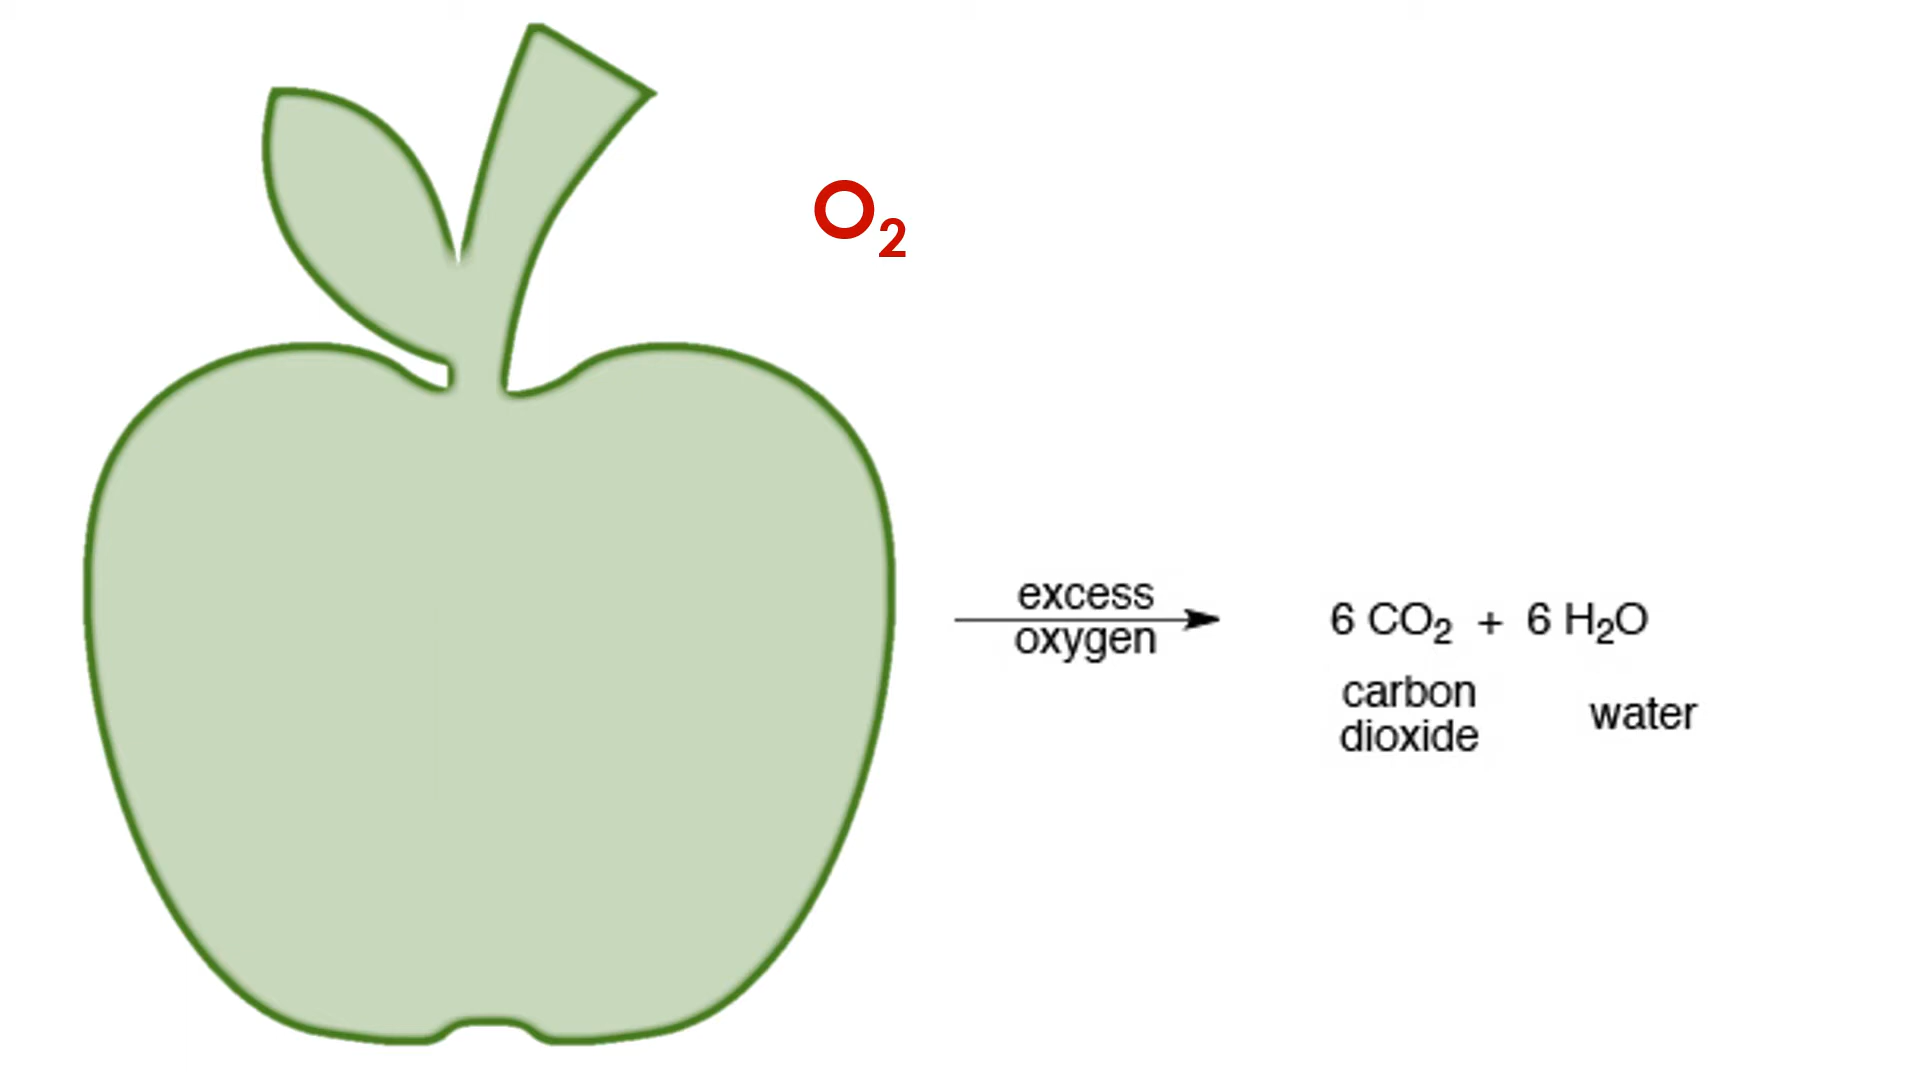 O₂
excess
oxygen
6 CO₂ + 6 H₂O
carbon
dioxide
water